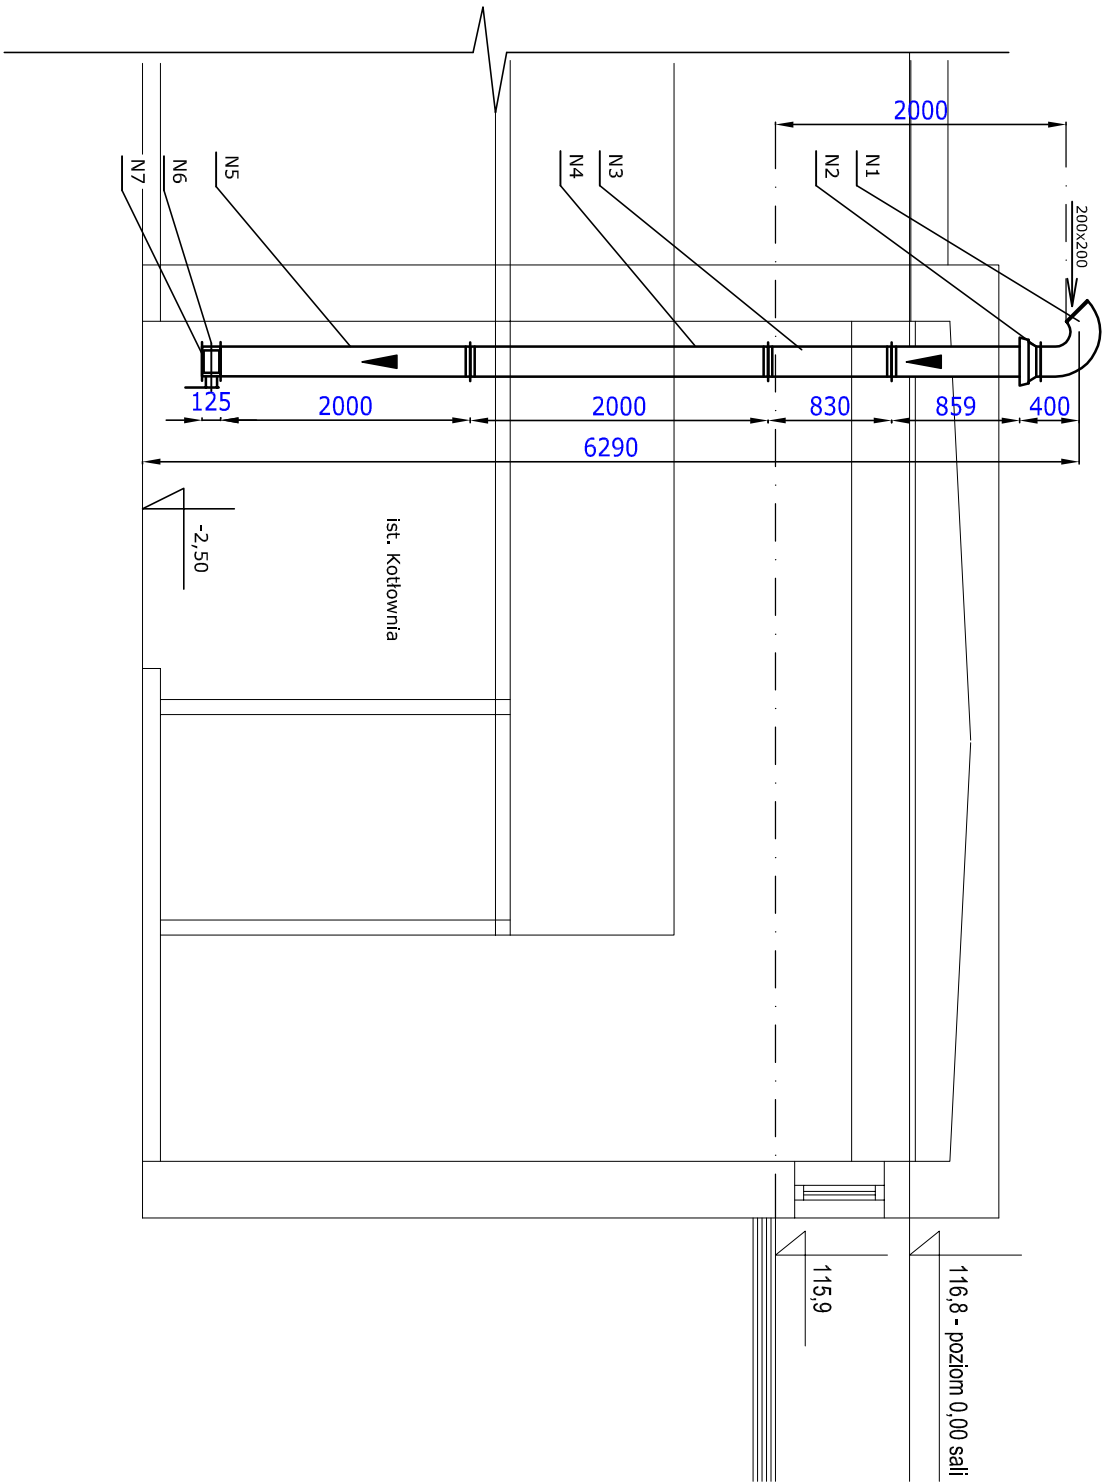 2000
200x200
N1
N2
N3
N4
N5
N6
N7
125
2000
2000
830
859
400
6290
-2,50
ist. Kotłownia
115,9
116,8 - poziom 0,00 sali